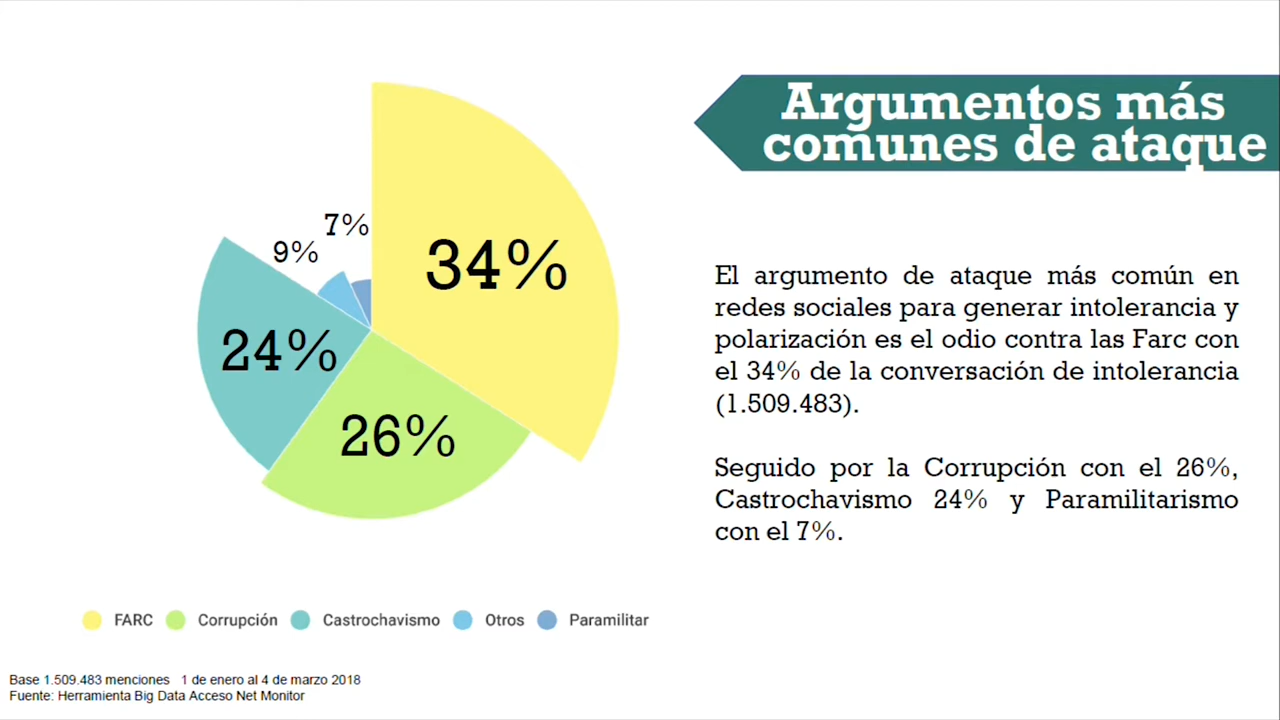 Argumentos más
comunes de ataque
34%
7%
9%
24%
26%
El argumento de ataque más común en
redes sociales para generar intolerancia y
polarización es el odio contra las Farc con
el 34% de la conversación de intolerancia
(1.509.483).
Seguido por la Corrupción con el 26%,
Castrochavismo 24% y Paramilitarismo
con el 7%.
FARC Corrupción Castrochavismo Otros Paramilitar
Base 1.509.483 menciones 1 de enero al 4 de marzo 2018
Fuente: Herramienta Big Data Acceso Net Monitor